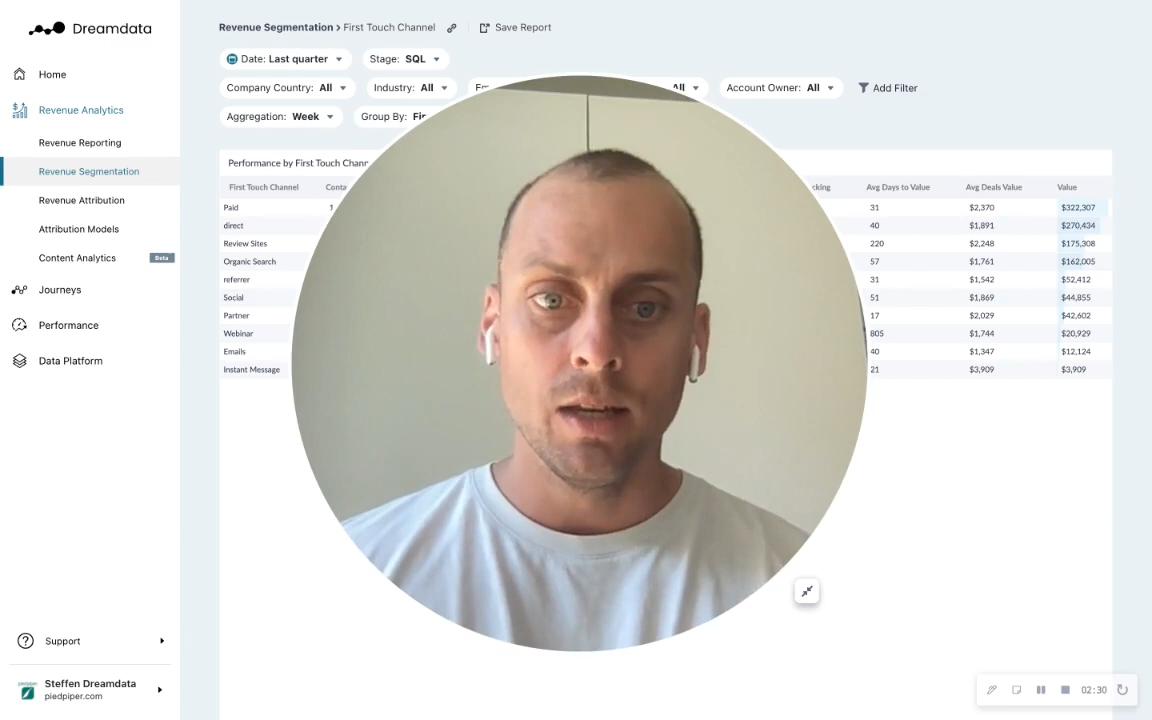 Dreamdata
Home
Revenue Analytics
Revenue Reporting
Revenue Segmentation
Revenue Attribution
Attribution Models
Content Analytics Beta
Journeys
Performance
Data Platform
Support
Steffen Dreamdata
piedpiper.com
Revenue Segmentation > First Touch Channel Save Report
Date: Last quarter Stage: SQL
Company Country: All Industry: All All Account Owner: All Add Filter
Aggregation: Week Group By:
Performance by First Touch
First Touch Channel Avg Days to Value Avg Deals Value Value
Paid 1 31 $2,370 $322,307
direct 40 $1,891 $270,434
Review Sites 220 $2,248 $175,308
Organic Search 57 $1,761 $162,005
referrer 31 $1,542 $52,412
Social 51 $1,869 $44,855
Partner 17 $2,029 $42,602
Webinar 805 $1,744 $20,929
Emails 40 $1,347 $12,124
Instant Message 21 $3,909 $3,909
02:30